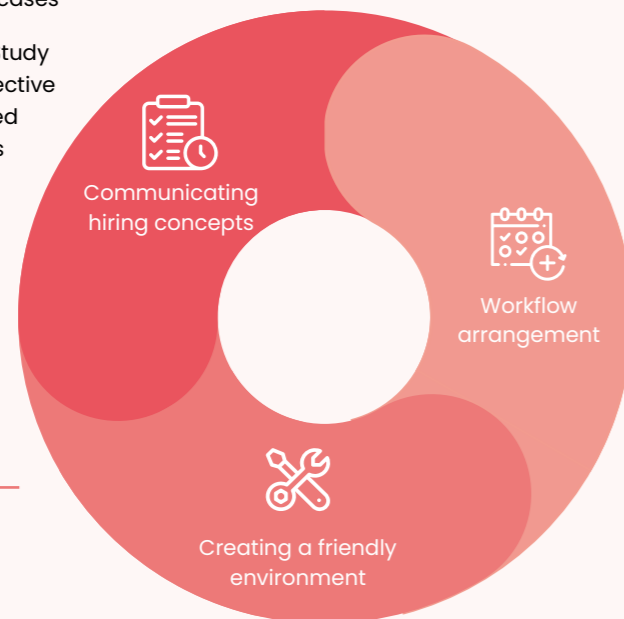 Communicating
hiring concepts
Workflow
arrangement
Creating a friendly
environment